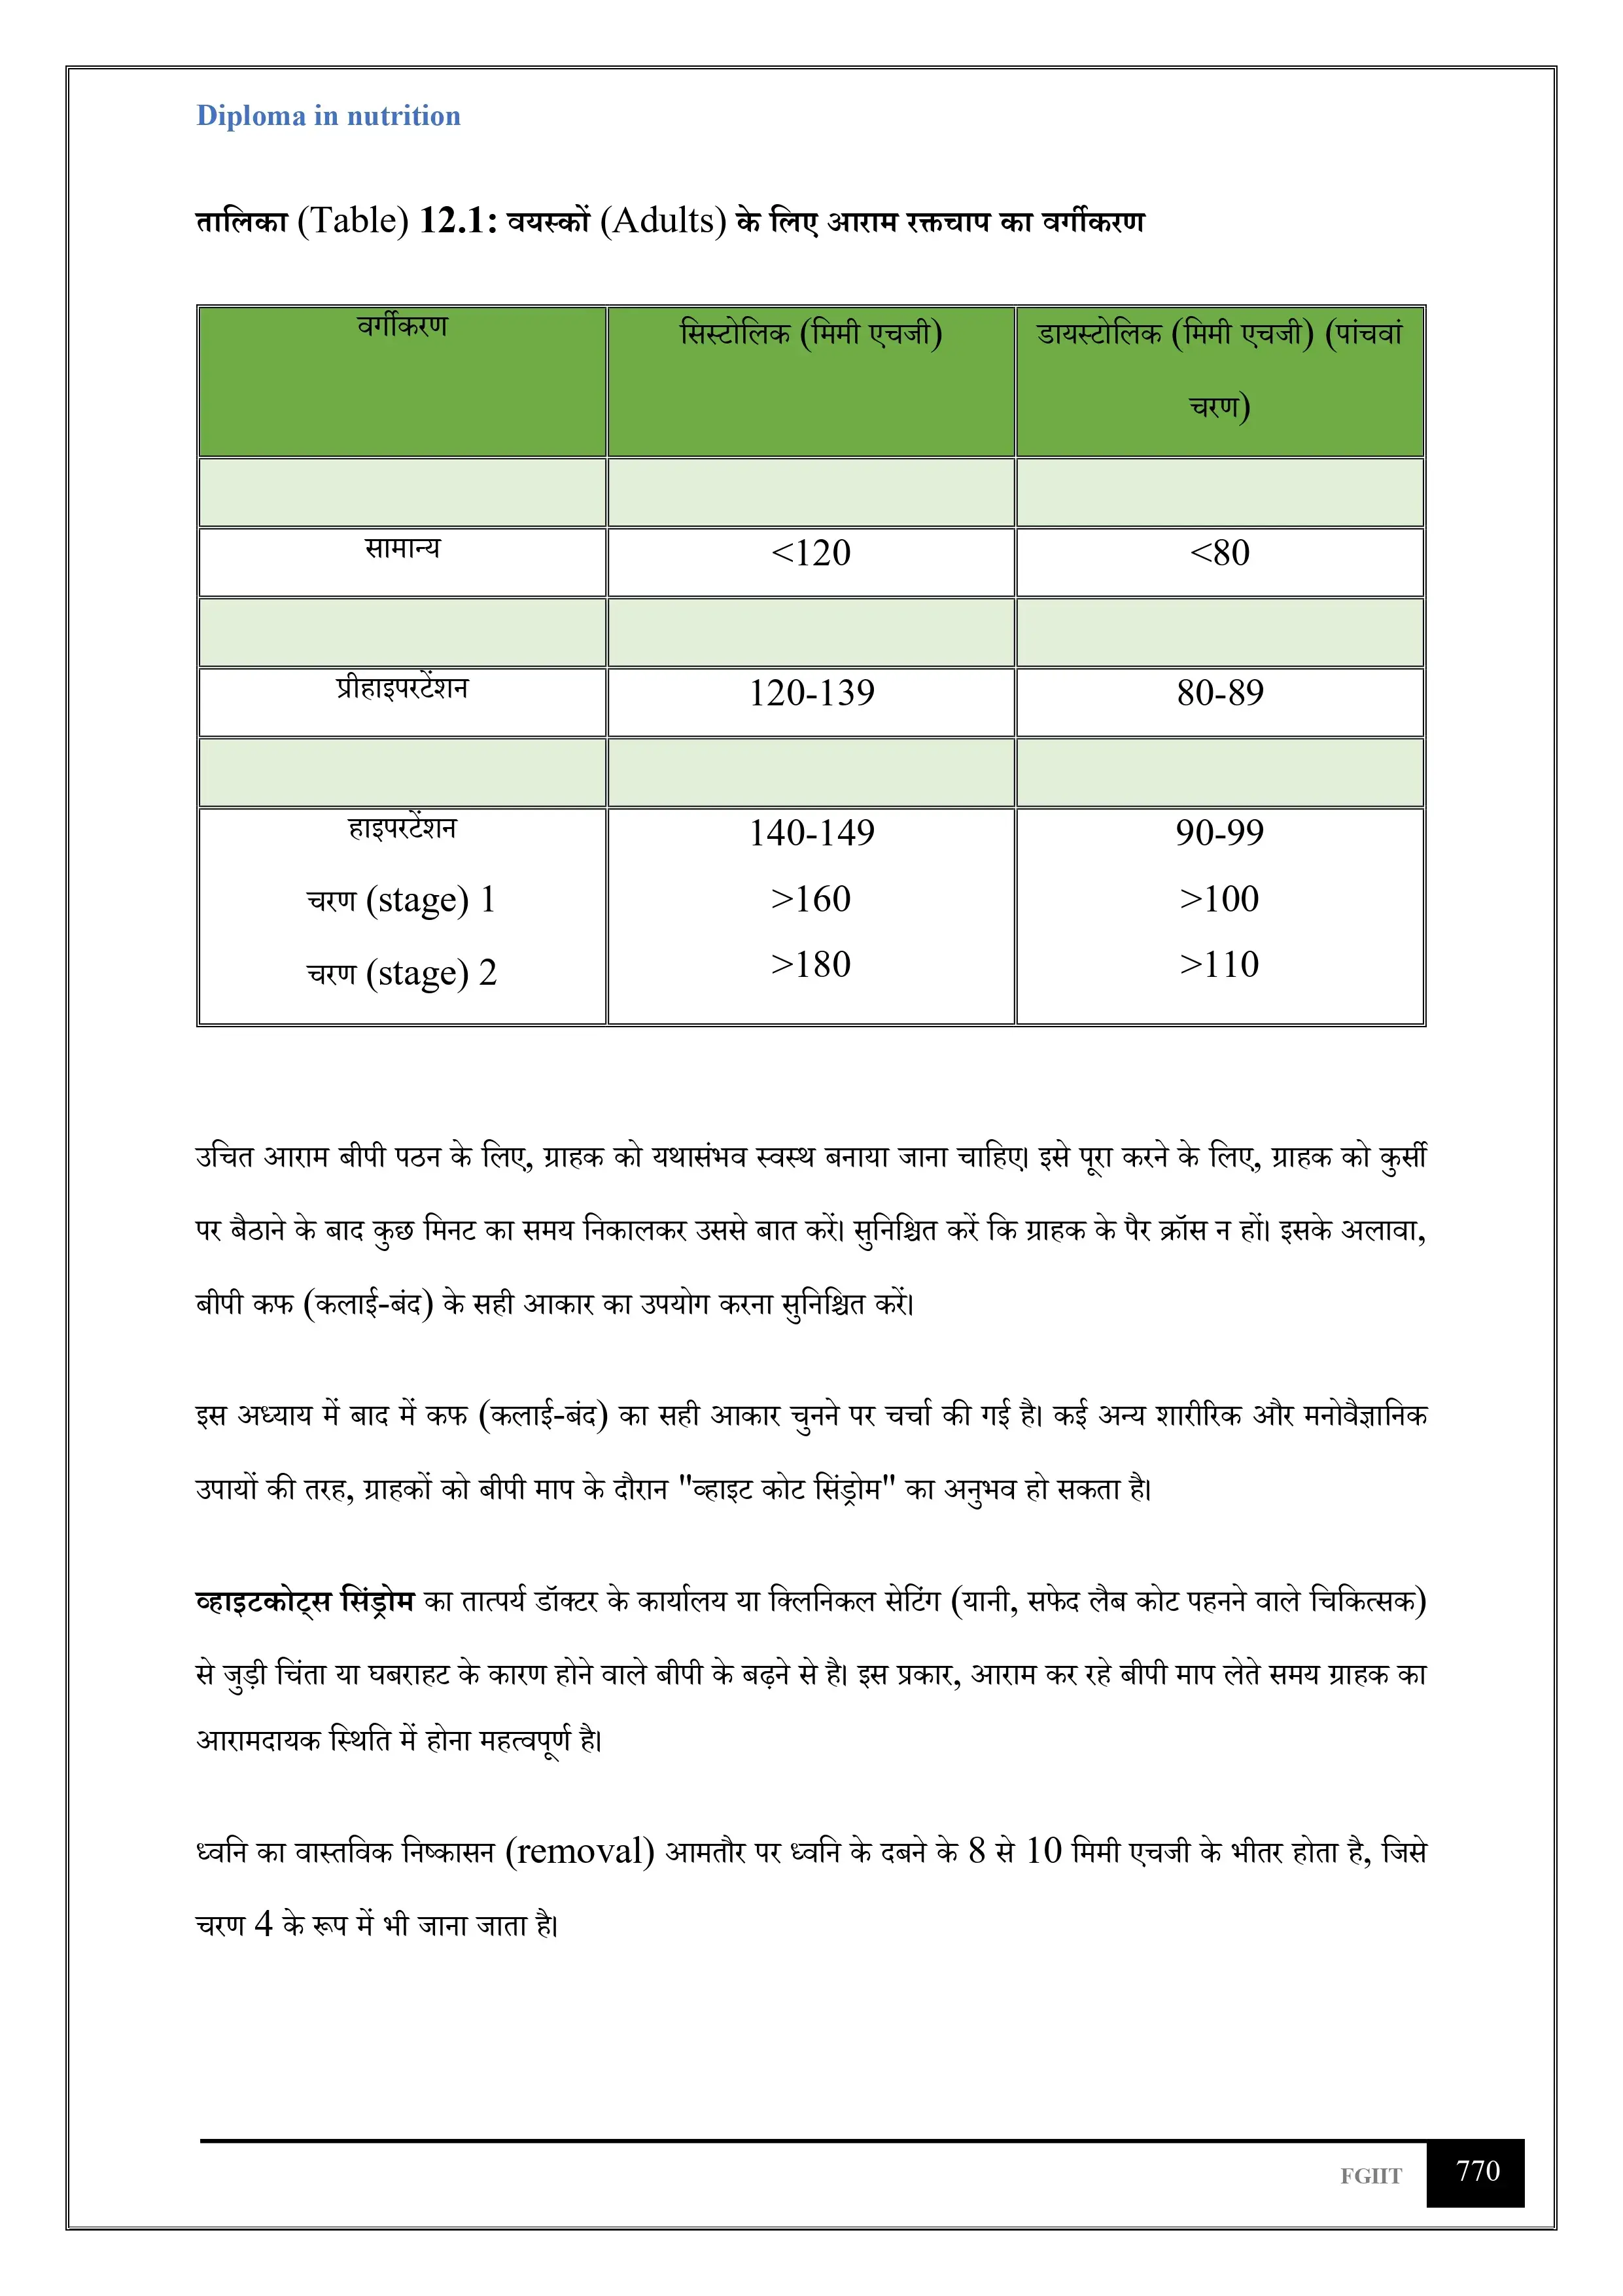 Diploma in nutrition
तालिका (Table) 12.1: वयस्कों (Adults) के लिए आराम रक्तचाप का वर्गीकरण
वर्गीकरण सिस्टोलिक (मिमी एचजी) डायस्टोलिक (मिमी एचजी) (पांचवां
चरण)
सामान्य <120 <80
प्रीहाइपरटेंशन 120-139 80-89
हाइपरटेंशन 140-149 90-99
चरण (stage) 1 >160 >100
चरण (stage) 2 >180 >110
उचित आराम बीपी पठन के लिए, ग्राहक को यथासंभव स्वस्थ बनाया जाना चाहिए। इसे पूरा करने के लिए, ग्राहक को कुर्सी
पर बैठाने के बाद कुछ मिनट का समय निकालकर उससे बात करें। सुनिश्चित करें कि ग्राहक के पैर क्रॉस न हों। इसके अलावा,
बीपी कफ (कलाई-बंद) के सही आकार का उपयोग करना सुनिश्चित करें।
इस अध्याय में बाद में कफ (कलाई-बंद) का सही आकार चुनने पर चर्चा की गई है। कई अन्य शारीरिक और मनोवैज्ञानिक
उपायों की तरह, ग्राहकों को बीपी माप के दौरान "व्हाइट कोट सिंड्रोम" का अनुभव हो सकता है।
व्हाइटकोट्स सिंड्रोम का तात्पर्य डॉक्टर के कार्यालय या क्लिनिकल सेटिंग (यानी, सफेद लैब कोट पहनने वाले चिकित्सक)
से जुड़ी चिंता या घबराहट के कारण होने वाले बीपी के बढ़ने से है। इस प्रकार, आराम कर रहे बीपी माप लेते समय ग्राहक का
आरामदायक स्थिति में होना महत्वपूर्ण है।
ध्वनि का वास्तविक निष्कासन (removal) आमतौर पर ध्वनि के दबने के 8 से 10 मिमी एचजी के भीतर होता है, जिसे
चरण 4 के रूप में भी जाना जाता है।
FGIIT 770